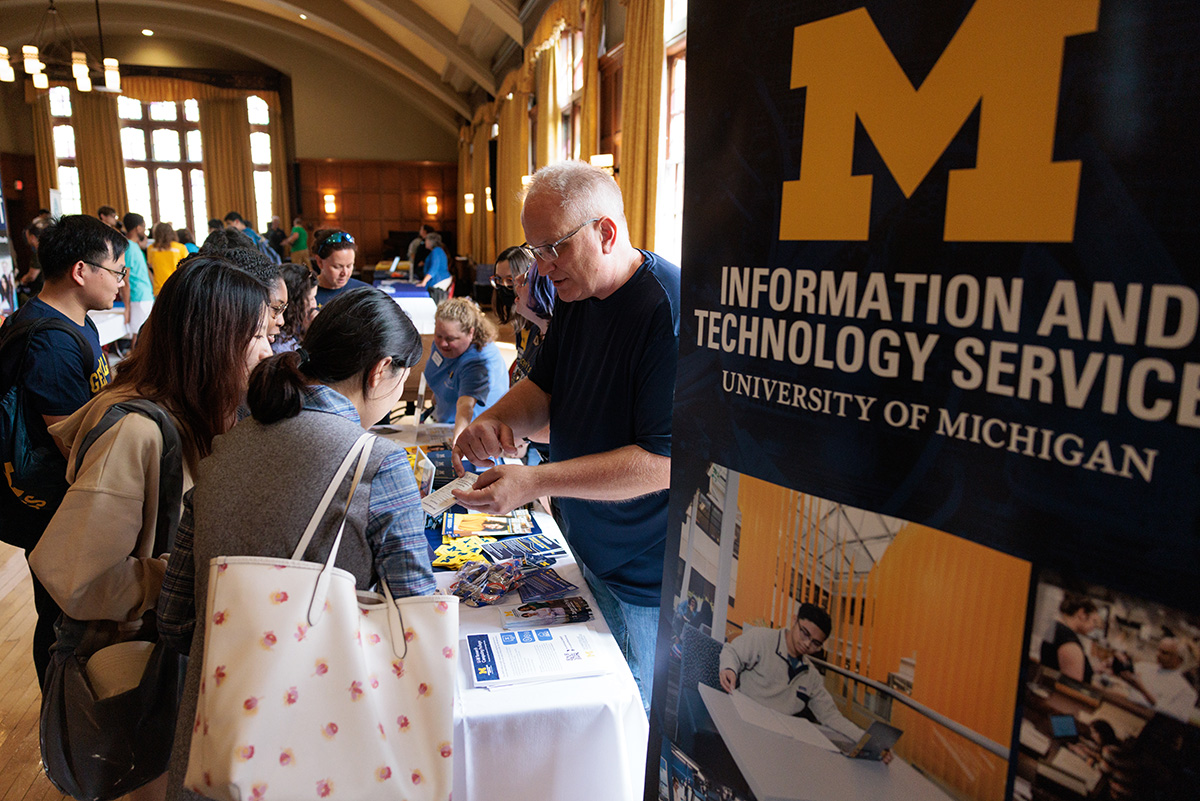 M
INFORMATION AND
TECHNOLOGY SERVICE
UNIVERSITY OF MICHIGAN